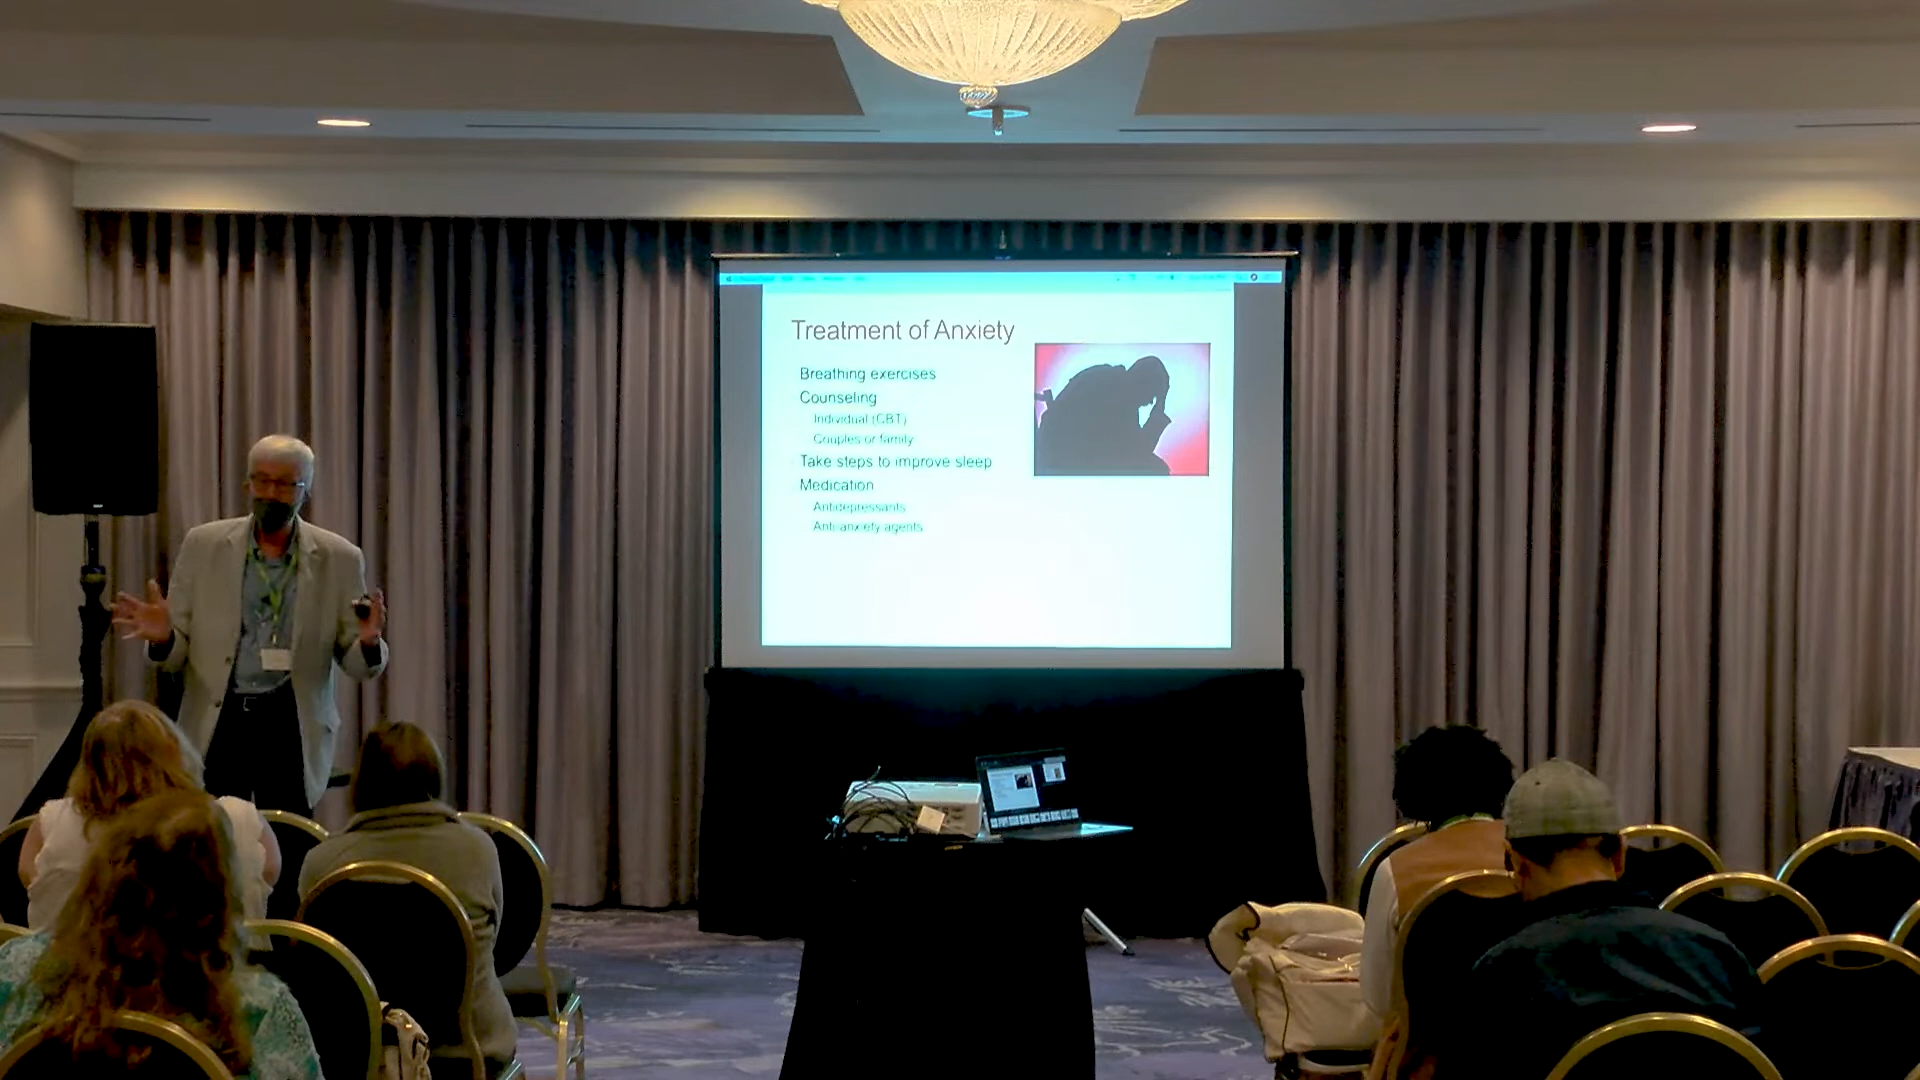 Treatment of Anxiety
Breathing exercises
Counseling
Individual (CBT)
Couples or family
Take steps to improve sleep
Medication
Antidepressants
Anti-anxiety agents